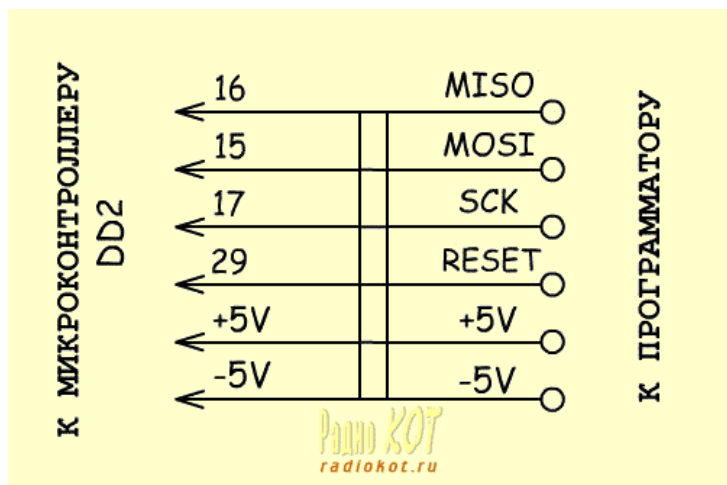 К МИКРОКОНТРОЛЛЕРУ
DD2
16 MISO
15 MOSI
17 SCK
29 RESET
+5V +5V
-5V -5V
К ПРОГРАММАТОРУ
Радио КОТ
radiokot.ru